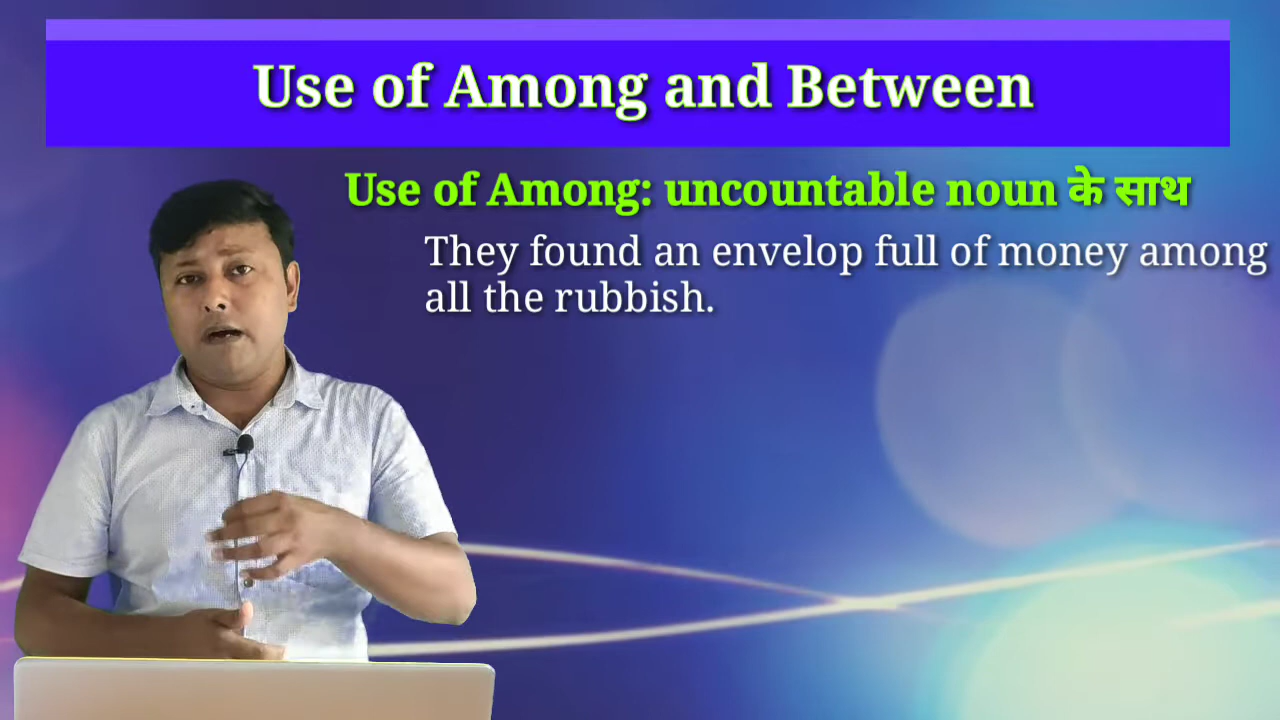 Use of Among and Between
Use of Among: uncountable noun के साथ
They found an envelop full of money among
all the rubbish.